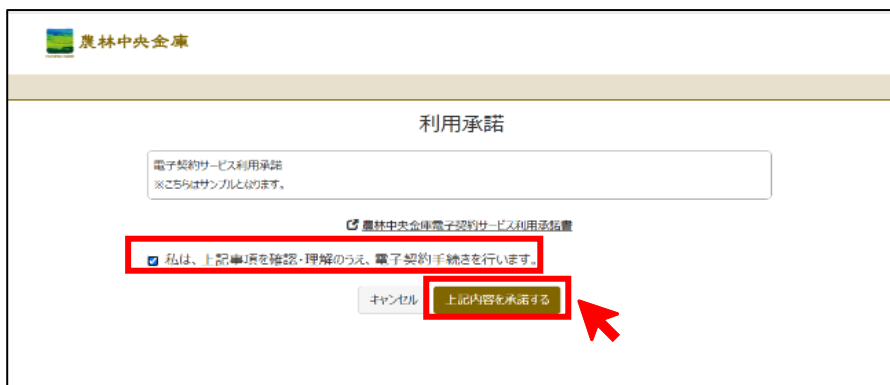 農林中央金庫
利用承諾
電子契約サービス利用承諾
※こちらはサンプルとなります。
農林中央金庫電子契約サービス利用承諾書
私は、上記事項を確認・理解のうえ、電子契約手続きを行います。
キャンセル 上記内容を承諾する